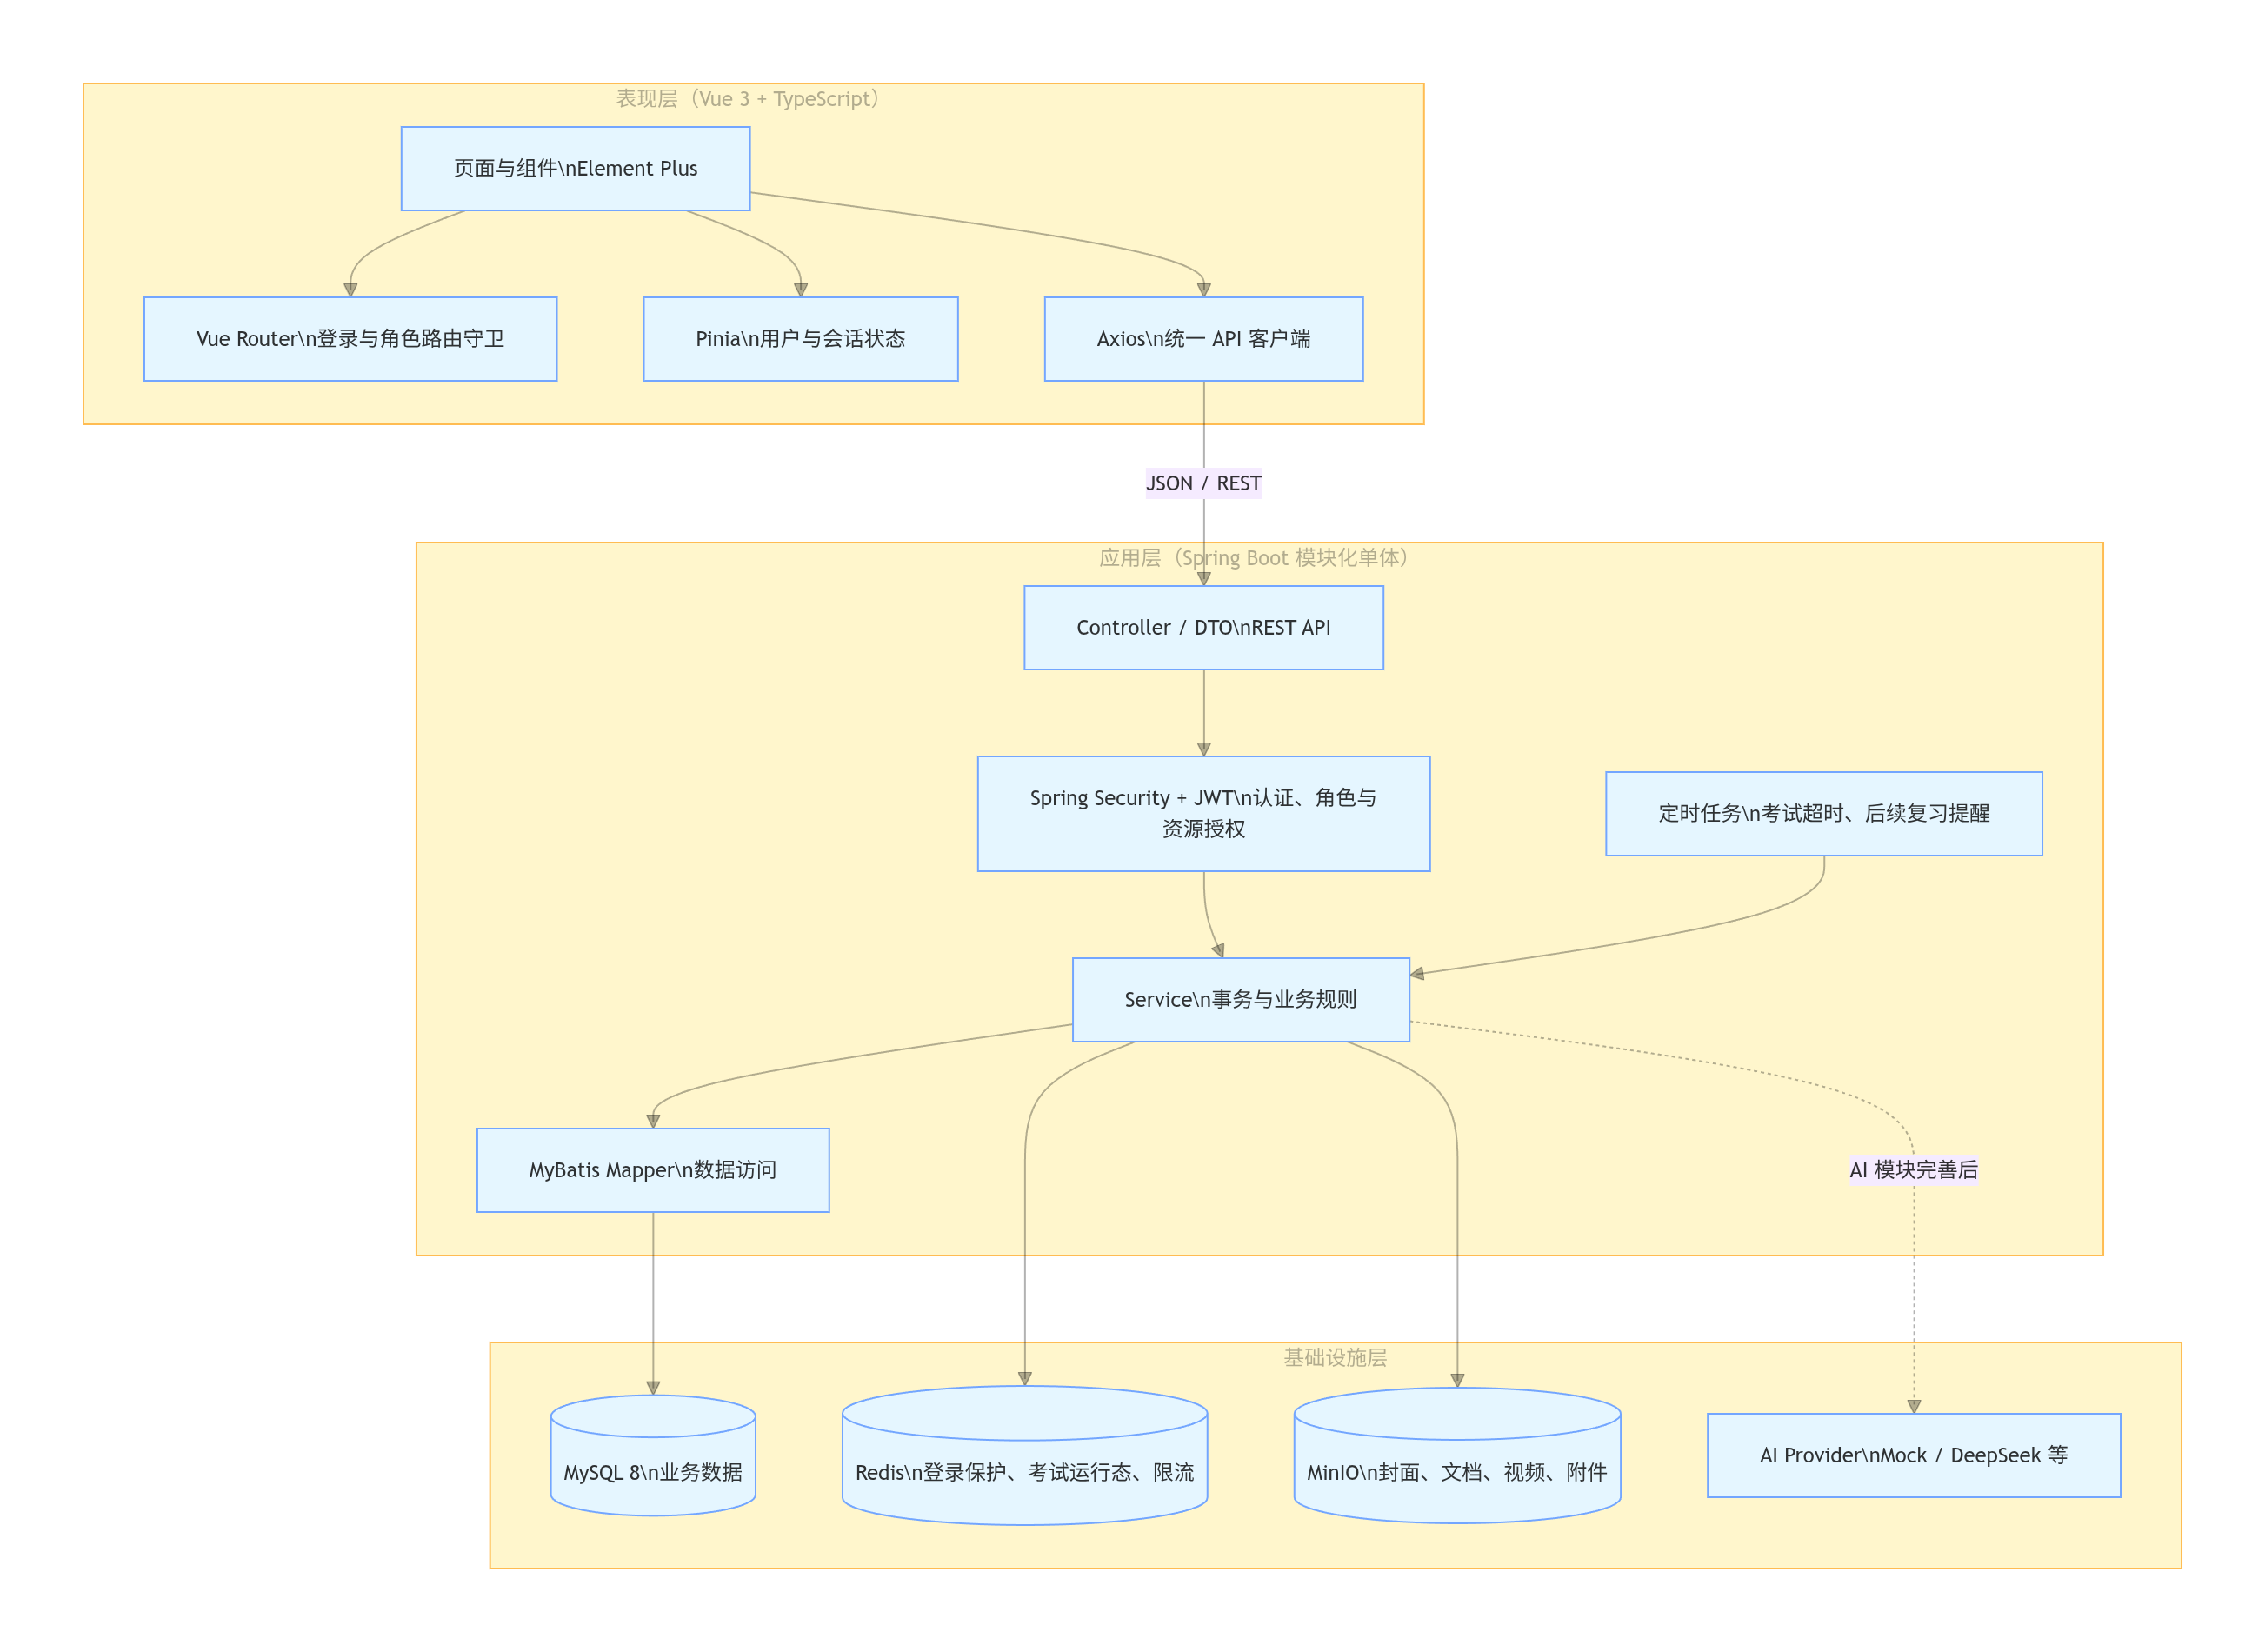 表现层（Vue 3 + TypeScript）
页面与组件\nElement Plus
Vue Router\n登录与角色路由守卫
Pinia\n用户与会话状态
Axios\n统一 API 客户端
JSON / REST
应用层（Spring Boot 模块化单体）
Controller / DTO\nREST API
Spring Security + JWT\n认证、角色与
资源授权
定时任务\n考试超时、后续复习提醒
Service\n事务与业务规则
MyBatis Mapper\n数据访问
AI 模块完善后
基础设施层
MySQL 8\n业务数据
Redis\n登录保护、考试运行态、限流
MinIO\n封面、文档、视频、附件
AI Provider\nMock / DeepSeek 等